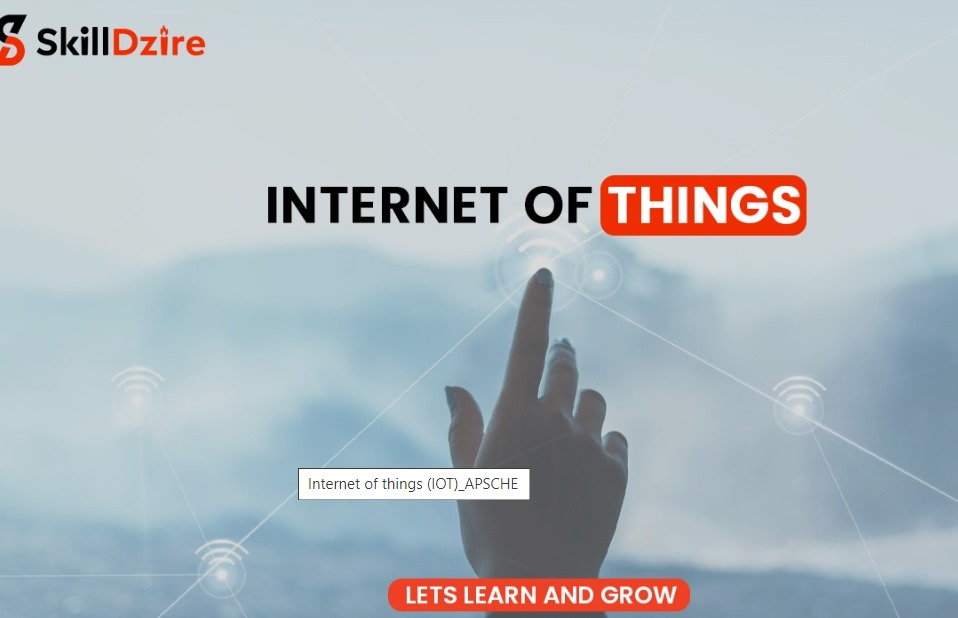 SkillDzire
INTERNET OF THINGS
Internet of things (IOT)_APSCHE
LETS LEARN AND GROW